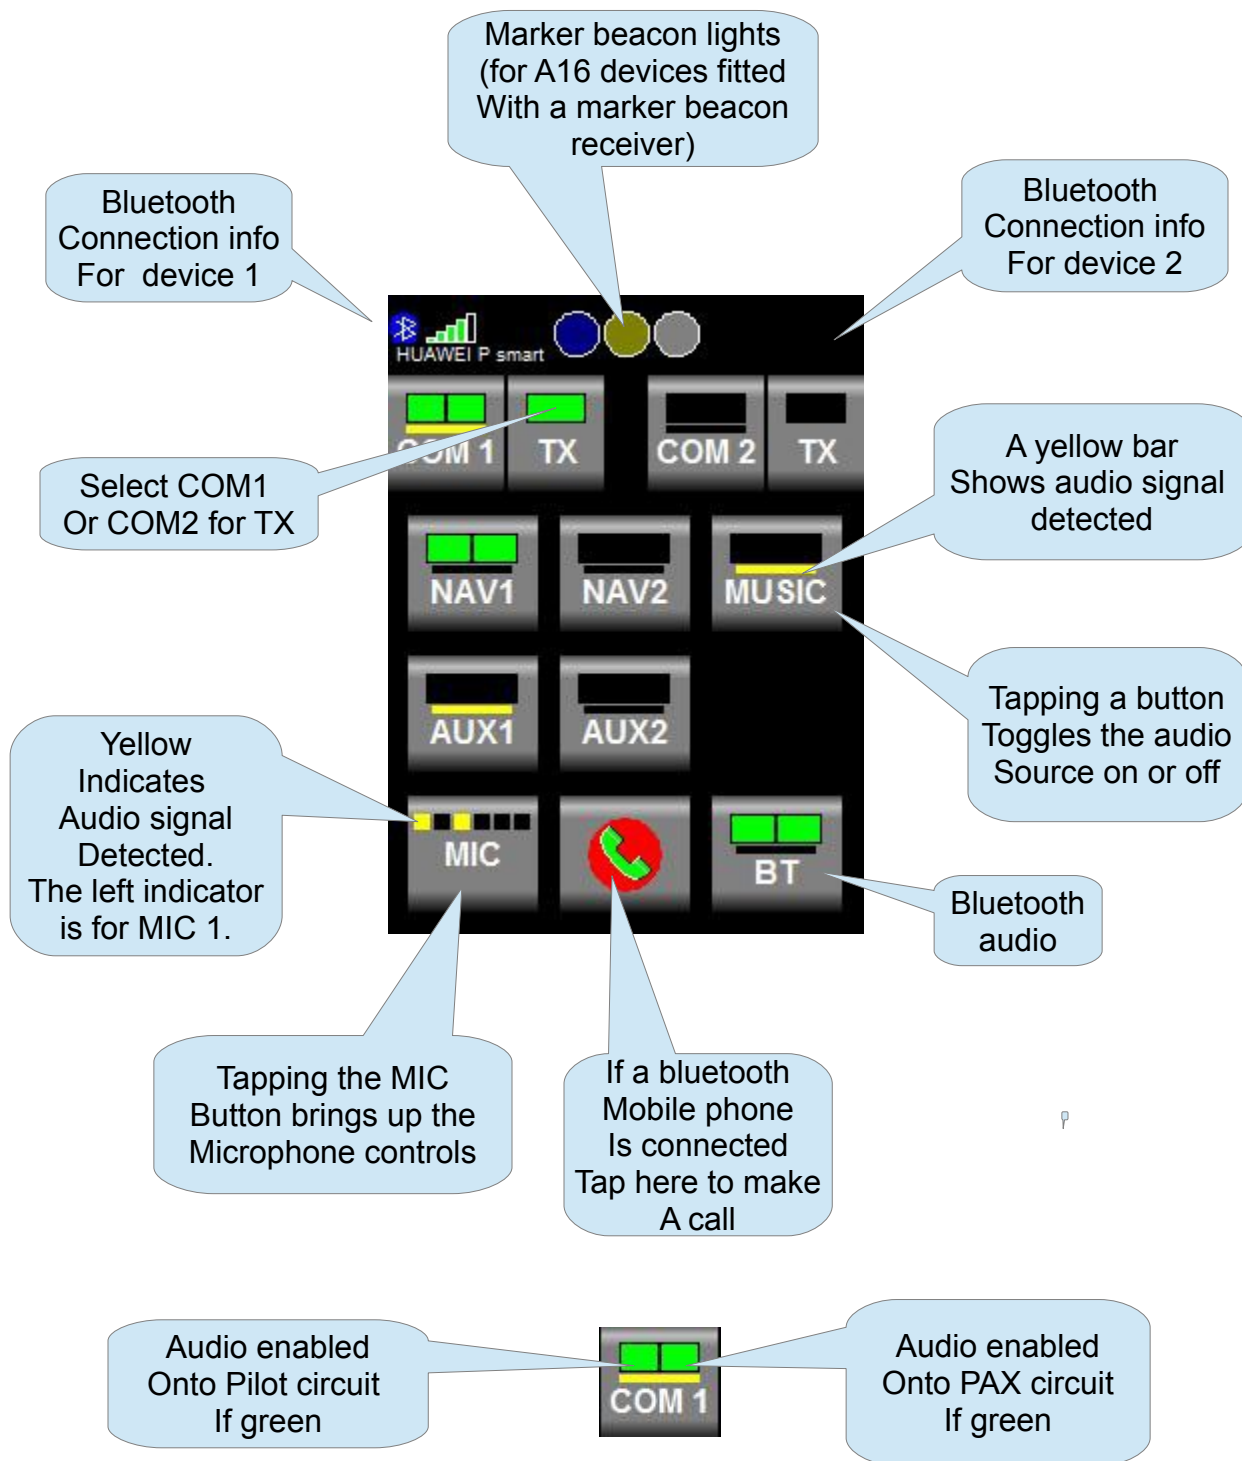 Marker beacon lights
(for A16 devices fitted
With a marker beacon
receiver)
Bluetooth
Connection info
For device 1
Bluetooth
Connection info
For device 2
HUAWEI P smart
COM 1
TX
COM 2
TX
Select COM1
Or COM2 for TX
A yellow bar
Shows audio signal
detected
NAV1
NAV2
MUSIC
Tapping a button
Toggles the audio
Source on or off
AUX1
AUX2
Yellow
Indicates
Audio signal
Detected.
The left indicator
is for MIC 1.
MIC
BT
Bluetooth
audio
Tapping the MIC
Button brings up the
Microphone controls
If a bluetooth
Mobile phone
Is connected
Tap here to make
A call
Audio enabled
Onto Pilot circuit
If green
COM 1
Audio enabled
Onto PAX circuit
If green